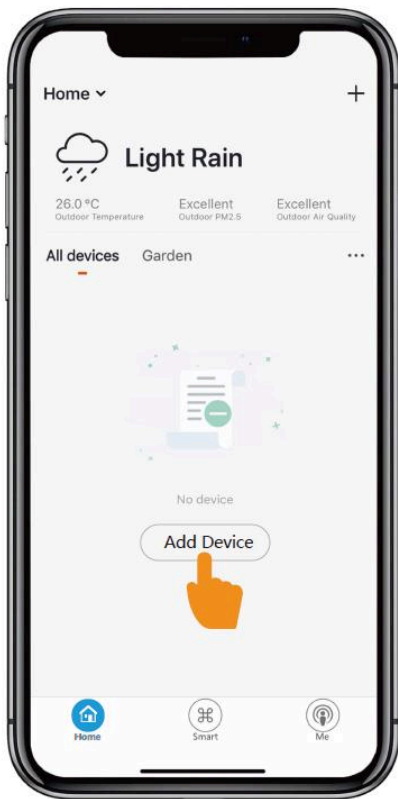 Home
Light Rain
26.0 °C Excellent Excellent
Outdoor Temperature Outdoor PM2.5 Outdoor Air Quality
All devices Garden ...
No device
Add Device
Home Smart Me